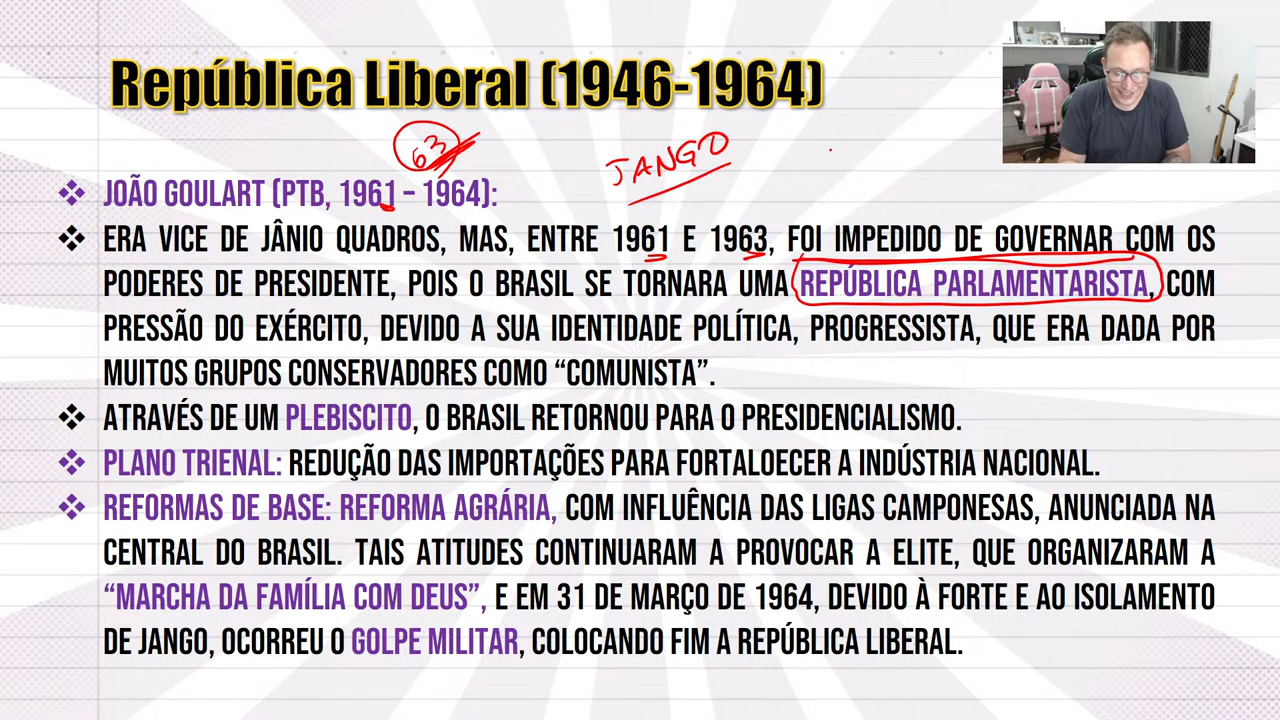 República Liberal (1946-1964)
63
JANGO
JOÃO GOULART (PTB, 1961 – 1964):
ERA VICE DE JÂNIO QUADROS, MAS, ENTRE 1961 E 1963, FOI IMPEDIDO DE GOVERNAR COM OS
PODERES DE PRESIDENTE, POIS O BRASIL SE TORNARA UMA REPÚBLICA PARLAMENTARISTA, COM
PRESSÃO DO EXÉRCITO, DEVIDO A SUA IDENTIDADE POLÍTICA, PROGRESSISTA, QUE ERA DADA POR
MUITOS GRUPOS CONSERVADORES COMO “COMUNISTA”.
ATRAVÉS DE UM PLEBISCITO, O BRASIL RETORNOU PARA O PRESIDENCIALISMO.
PLANO TRIENAL: REDUÇÃO DAS IMPORTAÇÕES PARA FORTALOECER A INDÚSTRIA NACIONAL.
REFORMAS DE BASE: REFORMA AGRÁRIA, COM INFLUÊNCIA DAS LIGAS CAMPONESAS, ANUNCIADA NA
CENTRAL DO BRASIL. TAIS ATITUDES CONTINUARAM A PROVOCAR A ELITE, QUE ORGANIZARAM A
“MARCHA DA FAMÍLIA COM DEUS”, E EM 31 DE MARÇO DE 1964, DEVIDO À FORTE E AO ISOLAMENTO
DE JANGO, OCORREU O GOLPE MILITAR, COLOCANDO FIM A REPÚBLICA LIBERAL.